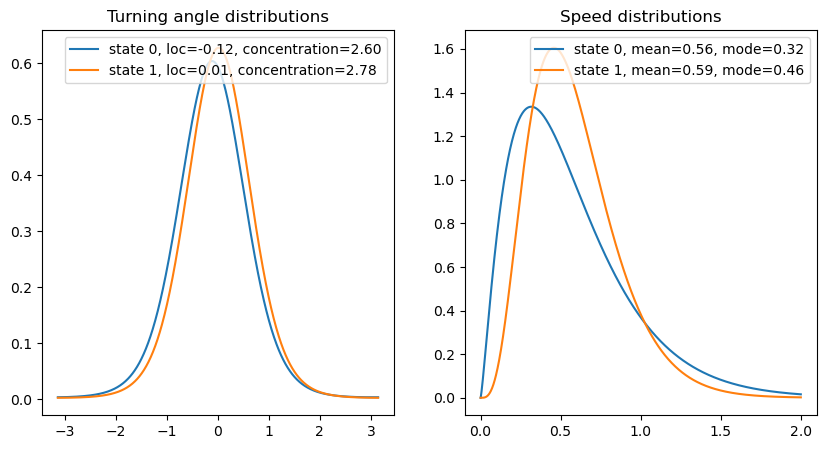 Turning angle distributions
state 0, loc=-0.12, concentration=2.60
state 1, loc=0.01, concentration=2.78
0.6
0.5
0.4
0.3
0.2
0.1
0.0
−3 −2 −1 0 1 2 3
Speed distributions
state 0, mean=0.56, mode=0.32
state 1, mean=0.59, mode=0.46
1.6
1.4
1.2
1.0
0.8
0.6
0.4
0.2
0.0
0.0 0.5 1.0 1.5 2.0